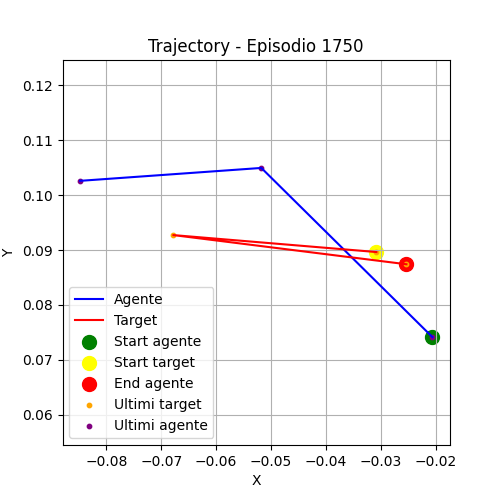 Trajectory - Episodio 1750
0.12
0.11
0.10
0.09
0.08
0.07
0.06
Y
Agente
Target
Start agente
Start target
End agente
Ultimi target
Ultimi agente
−0.08 −0.07 −0.06 −0.05 −0.04 −0.03 −0.02
X